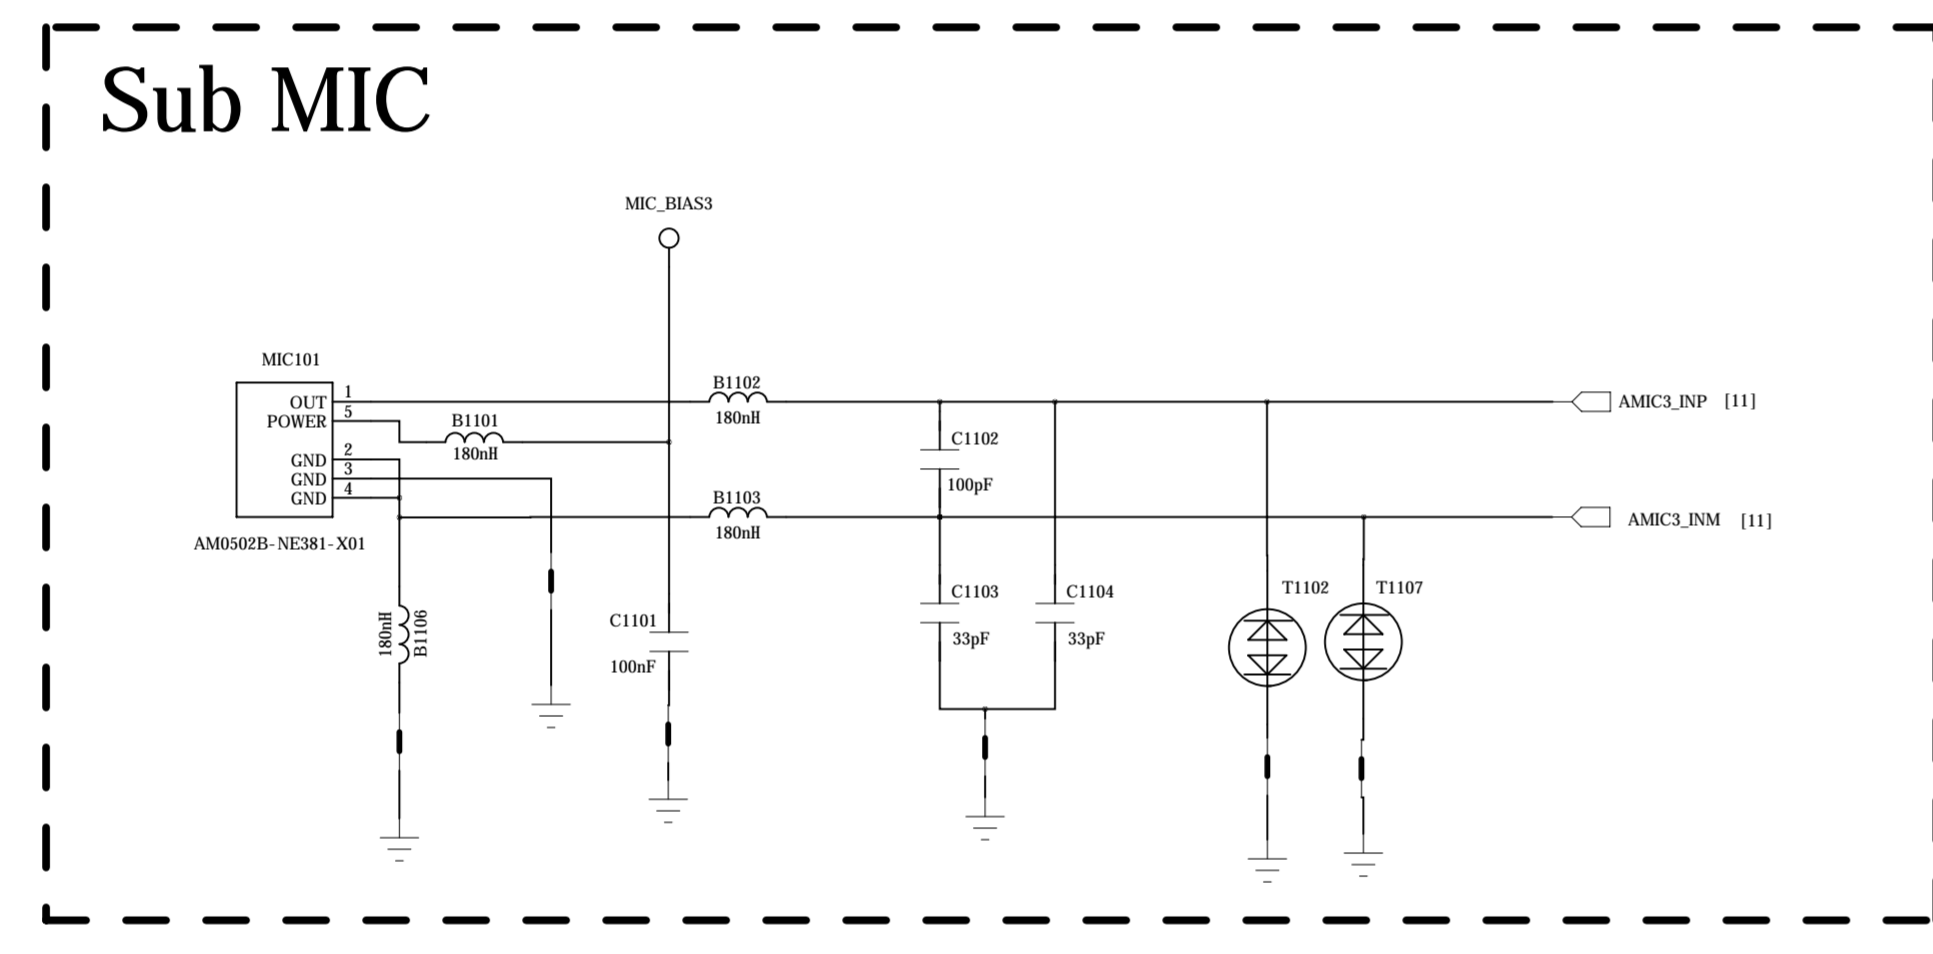 Sub MIC
MIC_BIAS3
MIC101
OUT 1
POWER 5
GND 2
GND 3
GND 4
AM0502B-NE381-X01
B1101
180nH
B1102
180nH
B1103
180nH
180nH
B1106
C1101
100nF
C1102
100pF
C1103
33pF
C1104
33pF
T1102
T1107
AMIC3_INP [11]
AMIC3_INM [11]